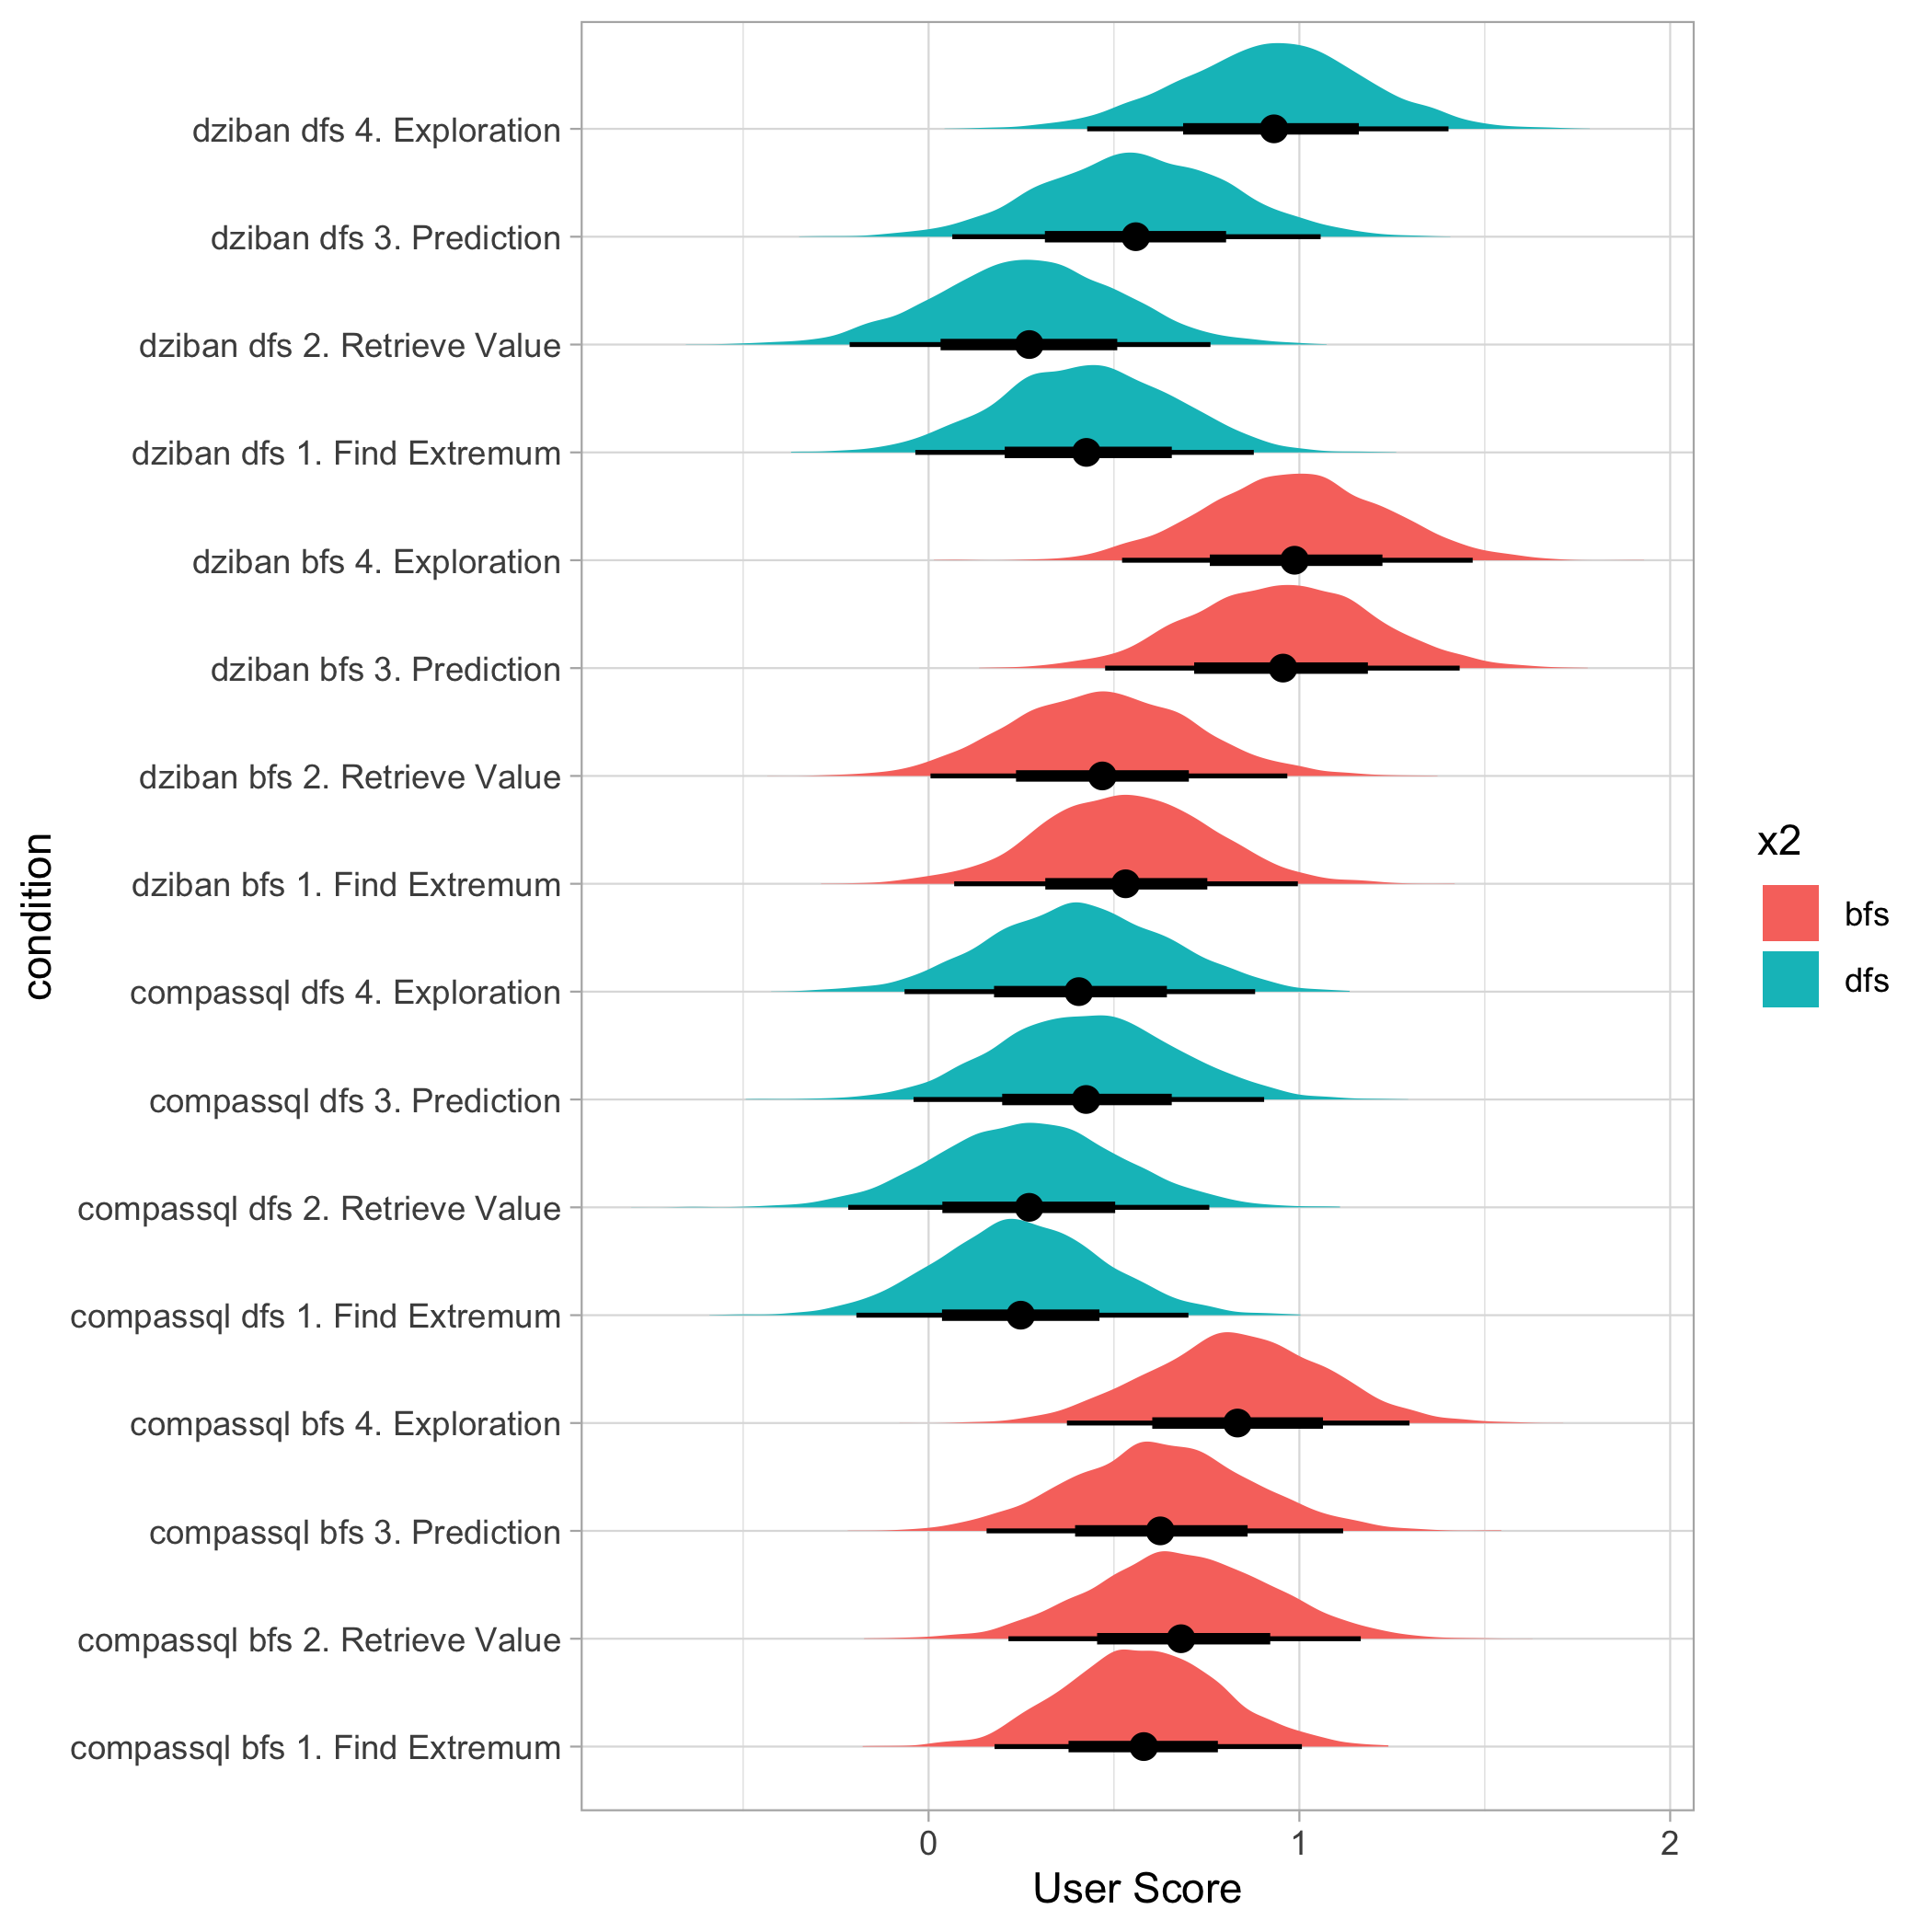 dziban dfs 4. Exploration
dziban dfs 3. Prediction
dziban dfs 2. Retrieve Value
dziban dfs 1. Find Extremum
dziban bfs 4. Exploration
dziban bfs 3. Prediction
dziban bfs 2. Retrieve Value
dziban bfs 1. Find Extremum
compassql dfs 4. Exploration
compassql dfs 3. Prediction
compassql dfs 2. Retrieve Value
compassql dfs 1. Find Extremum
compassql bfs 4. Exploration
compassql bfs 3. Prediction
compassql bfs 2. Retrieve Value
compassql bfs 1. Find Extremum
condition
0 1 2
User Score
x2
bfs
dfs